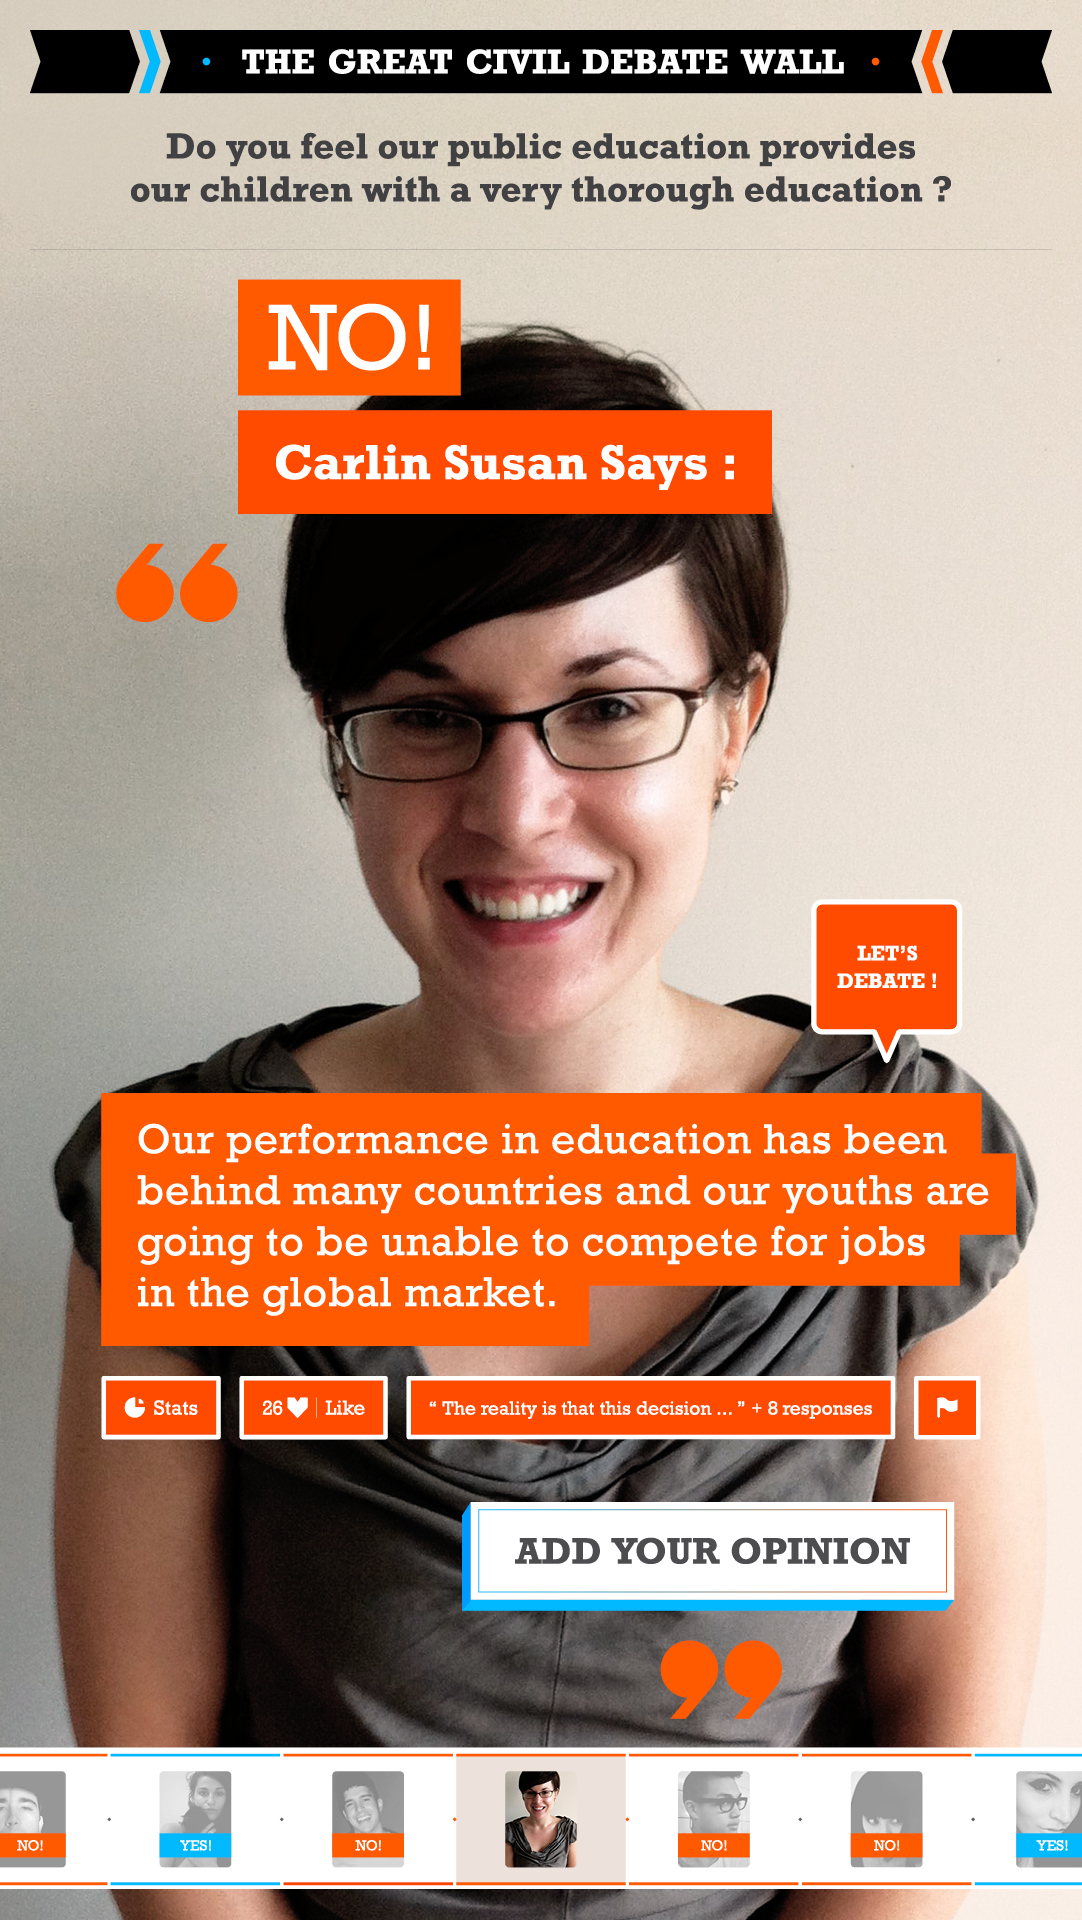 THE GREAT CIVIL DEBATE WALL
Do you feel our public education provides
our children with a very thorough education ?
NO!
Carlin Susan Says :
“
LET’S
DEBATE !
Our performance in education has been
behind many countries and our youths are
going to be unable to compete for jobs
in the global market.
Stats
26 Like
“ The reality is that this decision ... ” + 8 responses
ADD YOUR OPINION
”
NO!
YES!
NO!
NO!
NO!
YES!